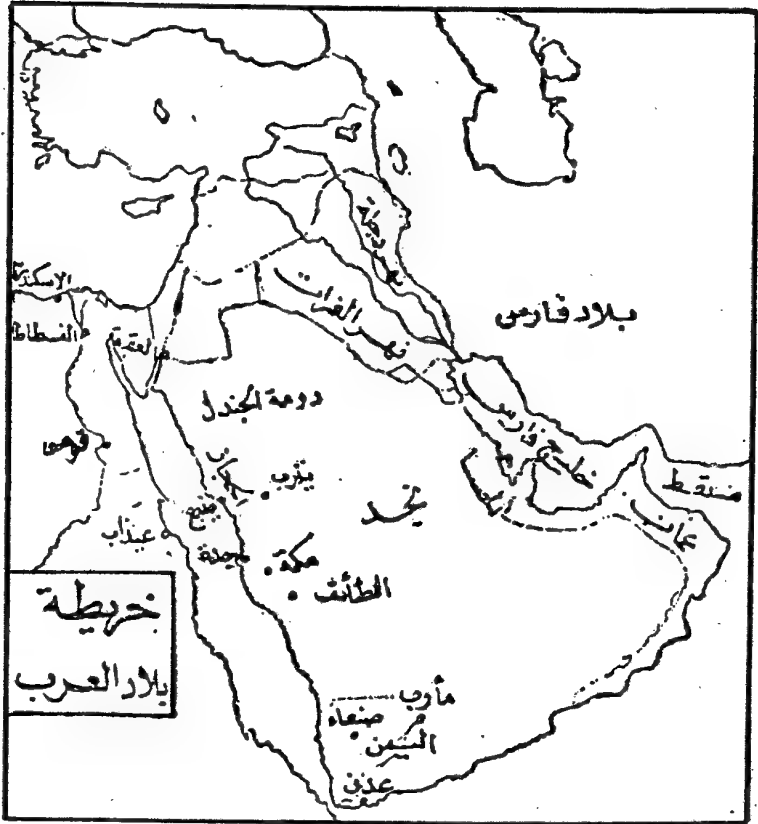 خريطة
بلاد العرب
الإسكندرية
الفسطاط
نهر دجلة
نهر الفرات
بلاد فارس
دومة الجندل
خليج فارس
قوص
يثرب
ينبع
نجد
مسقط
عمان
عيذاب
جدة
مكة
الطائف
مأرب
صنعاء
اليمن
عدن